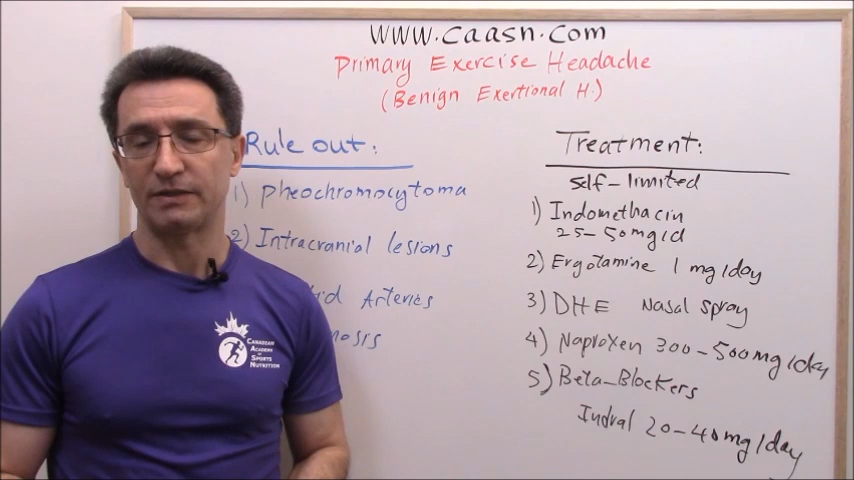 www.caasn.com
Primary Exercise Headache
(Benign Exertional H.)
Rule out:
1) Pheochromocytoma
2) Intracranial lesions
Arteries
Treatment:
self-limited
1) Indomethacin
25-50mg/d
2) Ergotamine 1 mg/day
3) DHE Nasal spray
4) Naproxen 300-500mg/day
5) Beta-Blockers
Indral 20-40mg/day
CANADIAN
ACADEMY
OF
SPORTS
NUTRITION